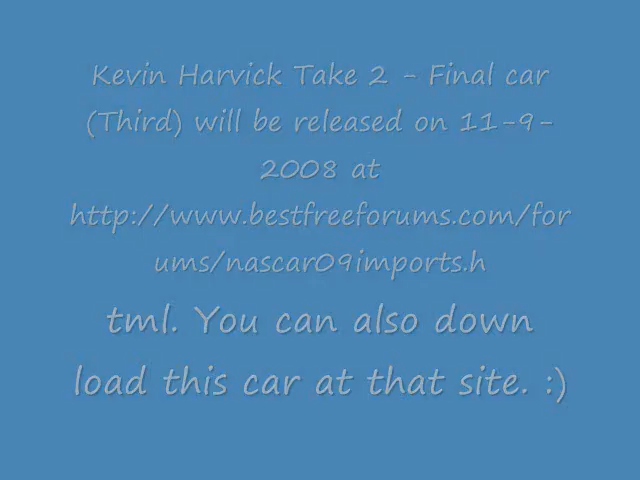 Kevin Harvick Take 2 - Final car
(Third) will be released on 11-9-
2008 at
http://www.bestfreeforums.com/for
ums/nascar09imports.h
tml. You can also down
load this car at that site. :)